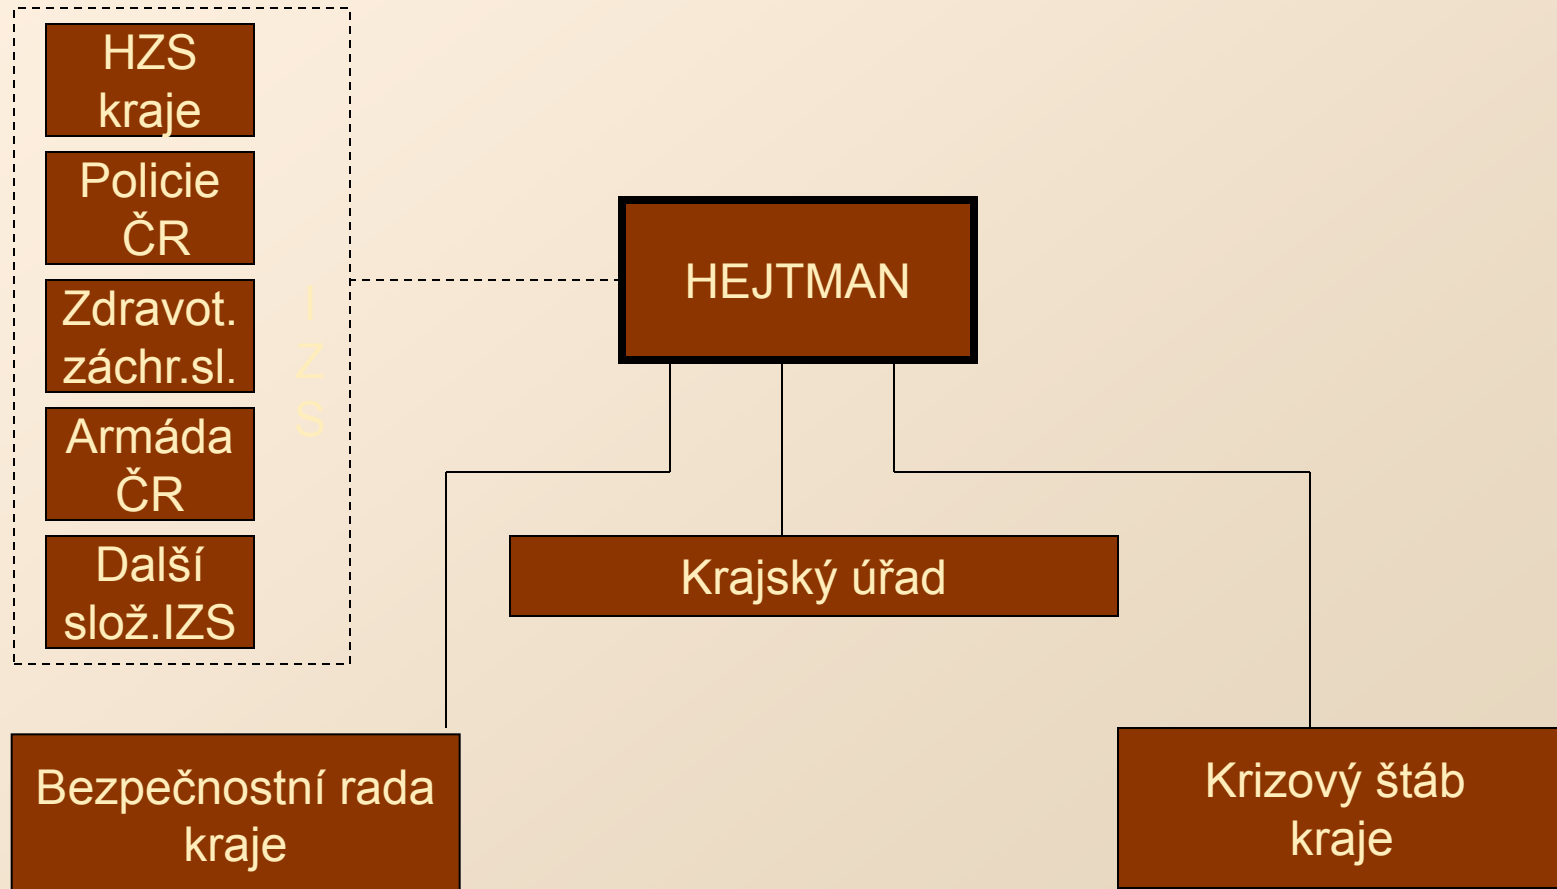 HZS
kraje
Policie
ČR
Zdravot.
záchr.sl.
Armáda
ČR
Další
slož.IZS
I
Z
S
HEJTMAN
Krajský úřad
Bezpečnostní rada
kraje
Krizový štáb
kraje